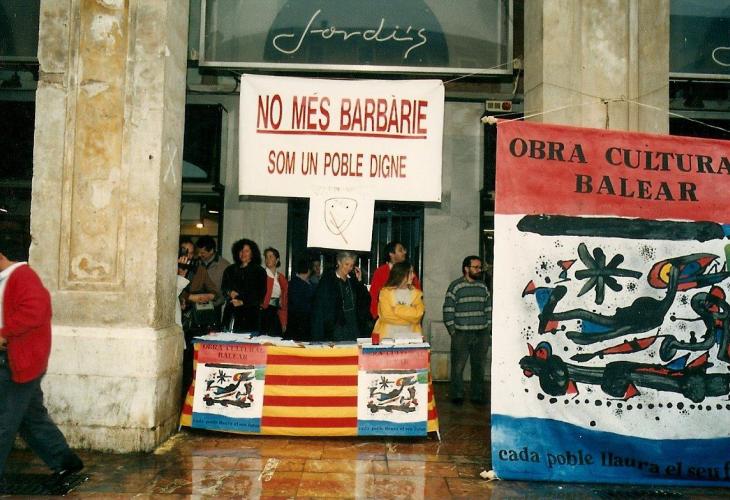 Jordi's
NO MÉS BARBÀRIE
SOM UN POBLE DIGNE
OBRA CULTURAL
BALEAR
cada poble llaura el seu
OBRA CULTURAL
BALEAR